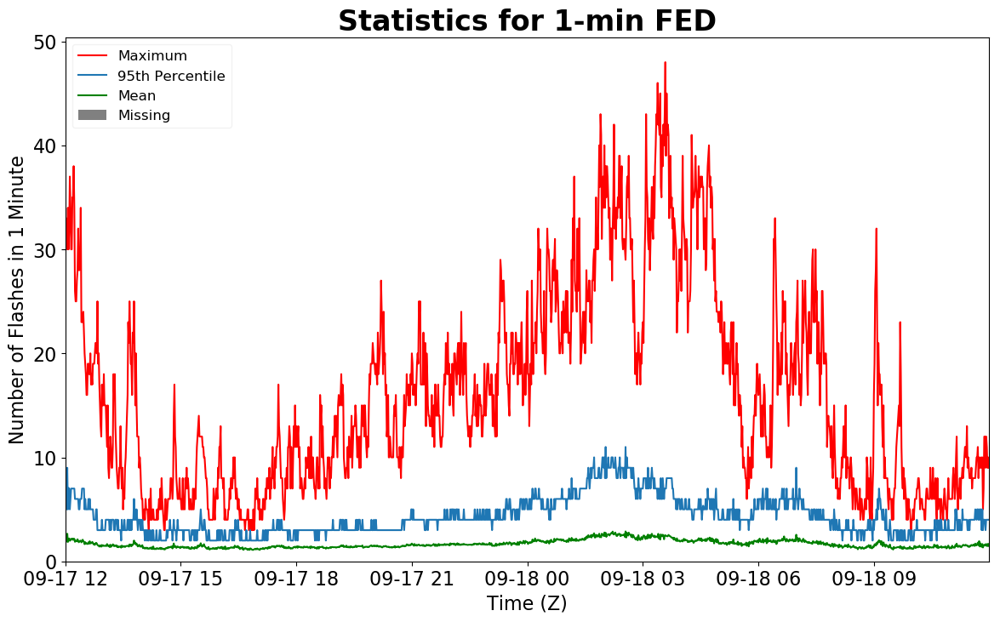 Statistics for 1-min FED
Maximum
95th Percentile
Mean
Missing
Number of Flashes in 1 Minute
50
40
30
20
10
0
09-17 12
09-17 15
09-17 18
09-17 21
09-18 00
09-18 03
09-18 06
09-18 09
Time (Z)